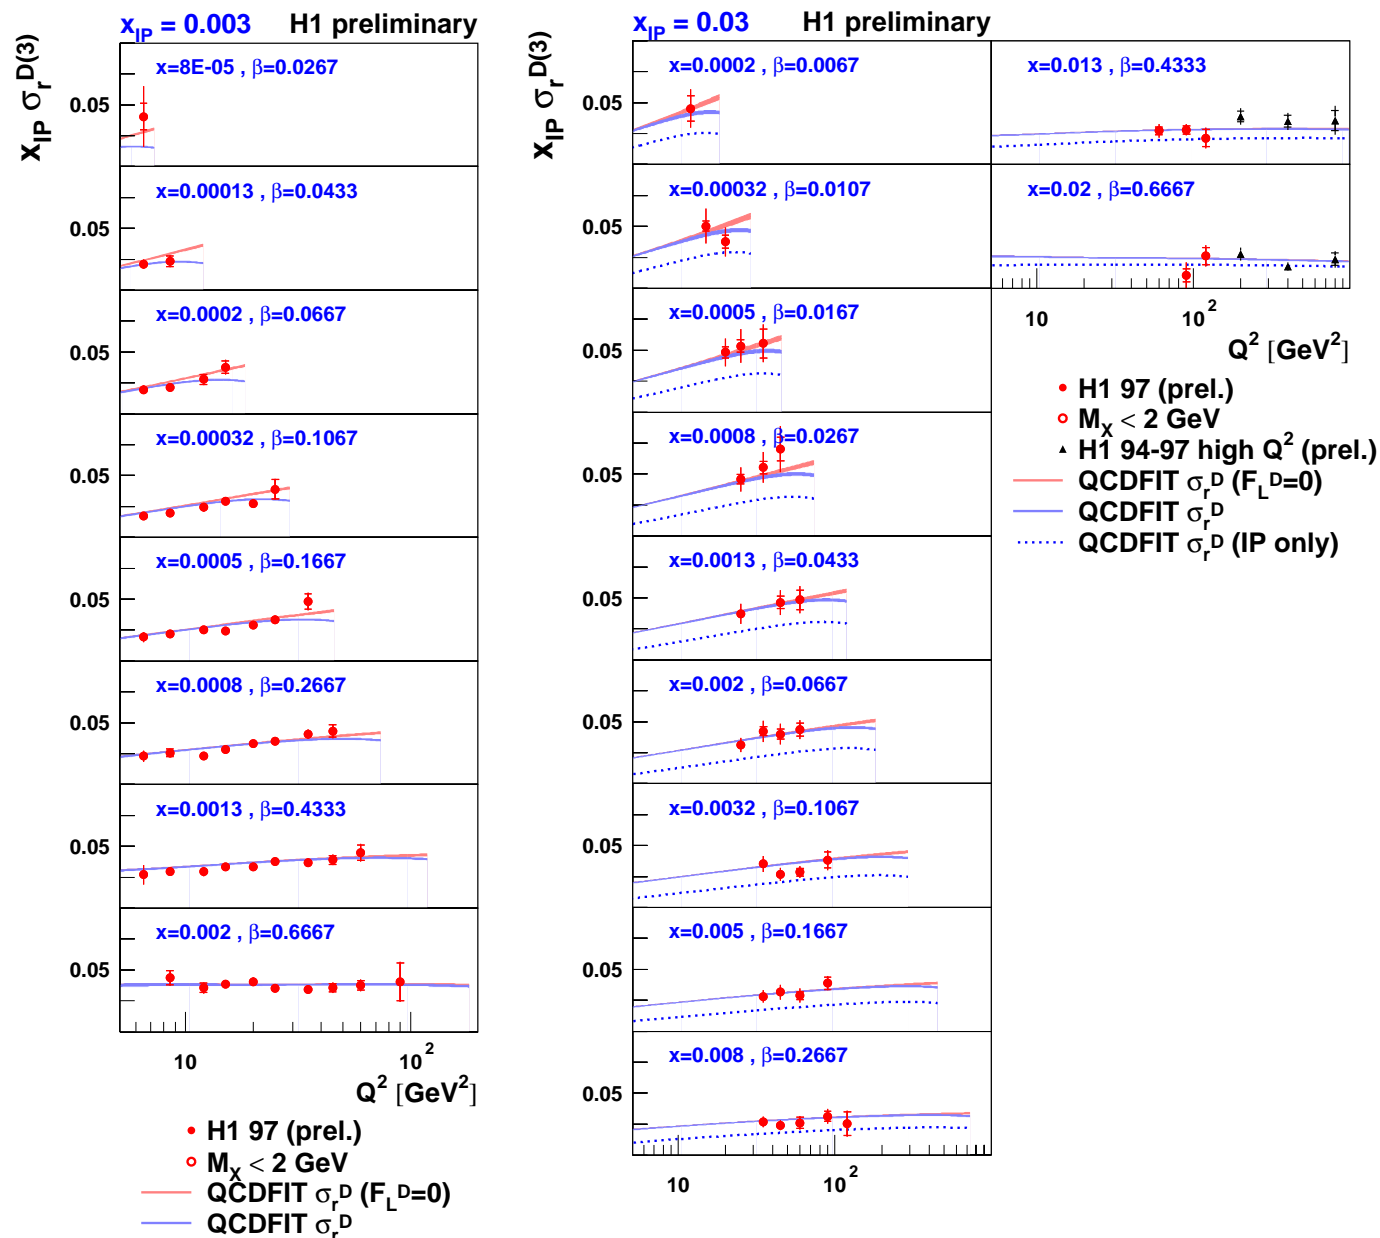 x_IP = 0.003 H1 preliminary
x_IP σ_r^D(3)
x=8E-05 , β=0.0267
0.05
x=0.00013 , β=0.0433
0.05
x=0.0002 , β=0.0667
0.05
x=0.00032 , β=0.1067
0.05
x=0.0005 , β=0.1667
0.05
x=0.0008 , β=0.2667
0.05
x=0.0013 , β=0.4333
0.05
x=0.002 , β=0.6667
0.05
10 10^2
Q^2 [GeV^2]
H1 97 (prel.)
M_X < 2 GeV
QCDFIT σ_r^D (F_L^D=0)
QCDFIT σ_r^D
x_IP = 0.03 H1 preliminary
x_IP σ_r^D(3)
x=0.0002 , β=0.0067
0.05
x=0.00032 , β=0.0107
0.05
x=0.0005 , β=0.0167
0.05
x=0.0008 , β=0.0267
0.05
x=0.0013 , β=0.0433
0.05
x=0.002 , β=0.0667
0.05
x=0.0032 , β=0.1067
0.05
x=0.005 , β=0.1667
0.05
x=0.008 , β=0.2667
0.05
10 10^2
x=0.013 , β=0.4333
x=0.02 , β=0.6667
10 10^2
Q^2 [GeV^2]
H1 97 (prel.)
M_X < 2 GeV
H1 94-97 high Q^2 (prel.)
QCDFIT σ_r^D (F_L^D=0)
QCDFIT σ_r^D
QCDFIT σ_r^D (IP only)